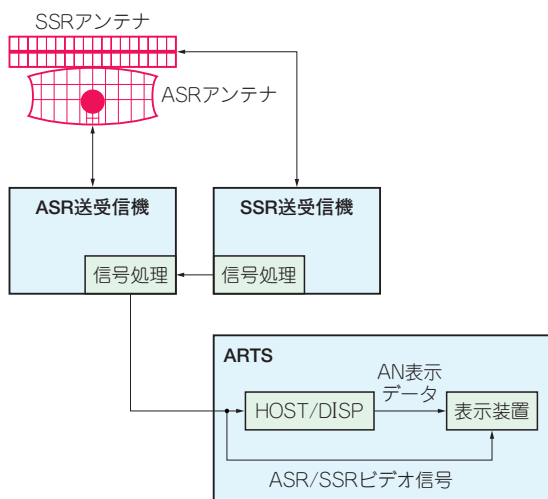 SSRアンテナ
ASRアンテナ
ASR送受信機
SSR送受信機
信号処理
信号処理
ARTS
AN表示
データ
HOST/DISP
表示装置
ASR/SSRビデオ信号